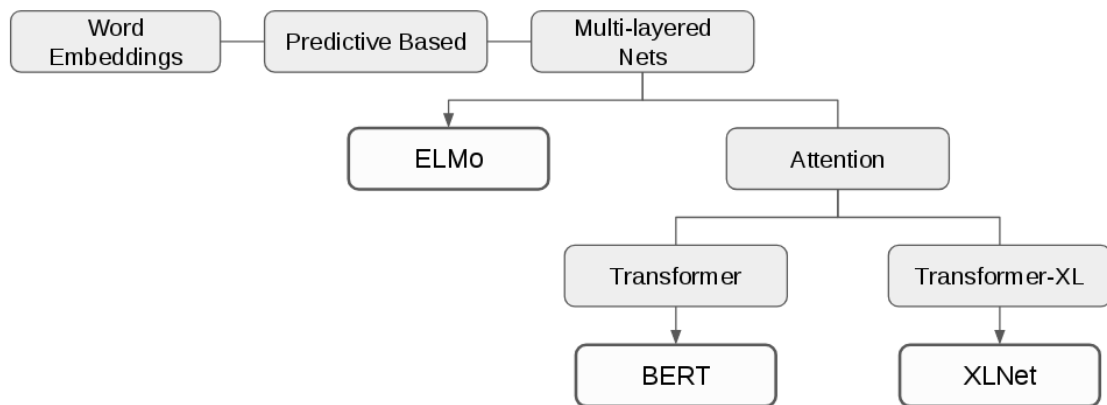 Word
Embeddings
Predictive Based
Multi-layered
Nets
ELMo
Attention
Transformer
Transformer-XL
BERT
XLNet